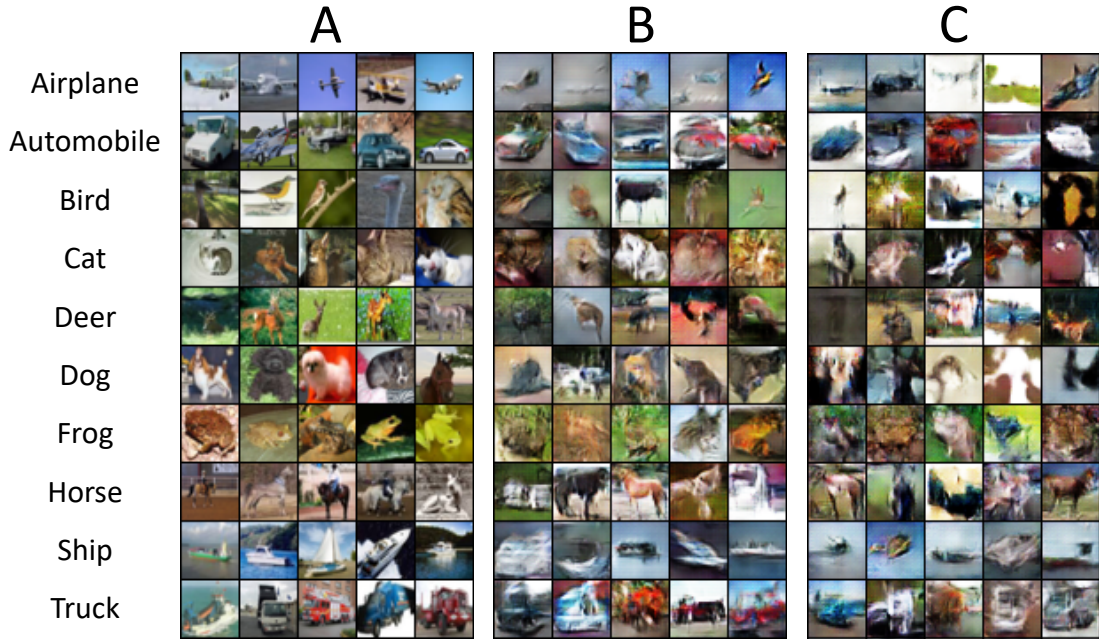 A B C
Airplane
Automobile
Bird
Cat
Deer
Dog
Frog
Horse
Ship
Truck